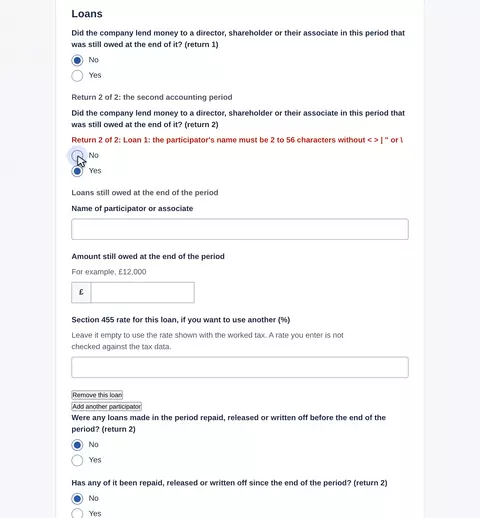 Loans
Did the company lend money to a director, shareholder or their associate in this period that
was still owed at the end of it? (return 1)
No
Yes
Return 2 of 2: the second accounting period
Did the company lend money to a director, shareholder or their associate in this period that
was still owed at the end of it? (return 2)
Return 2 of 2: Loan 1: the participator's name must be 2 to 56 characters without < > | " or \
No
Yes
Loans still owed at the end of the period
Name of participator or associate
Amount still owed at the end of the period
For example, £12,000
£
Section 455 rate for this loan, if you want to use another (%)
Leave it empty to use the rate shown with the worked tax. A rate you enter is not
checked against the tax data.
Remove this loan
Add another participator
Were any loans made in the period repaid, released or written off before the end of the
period? (return 2)
No
Yes
Has any of it been repaid, released or written off since the end of the period? (return 2)
No
Yes